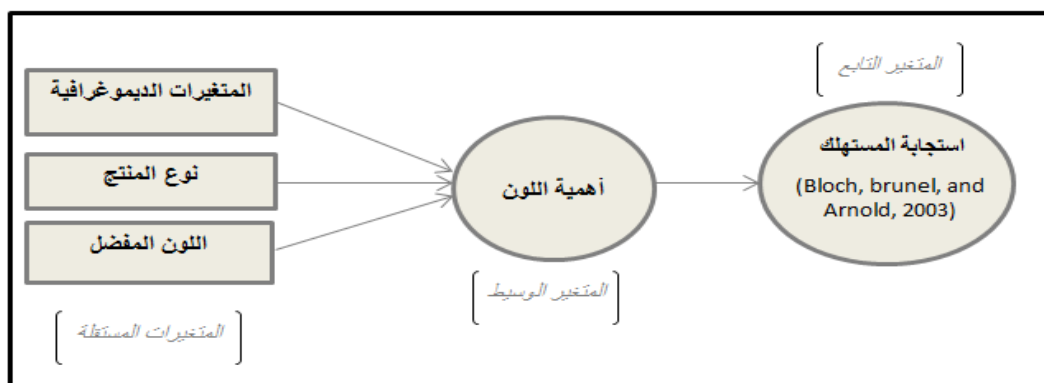 المتغير التابع
المتغيرات الديموغرافية
نوع المنتج
اللون المفضل
أهمية اللون
استجابة المستهلك
(Bloch, brunel, and
Arnold, 2003)
المتغير الوسيط
المتغيرات المستقلة